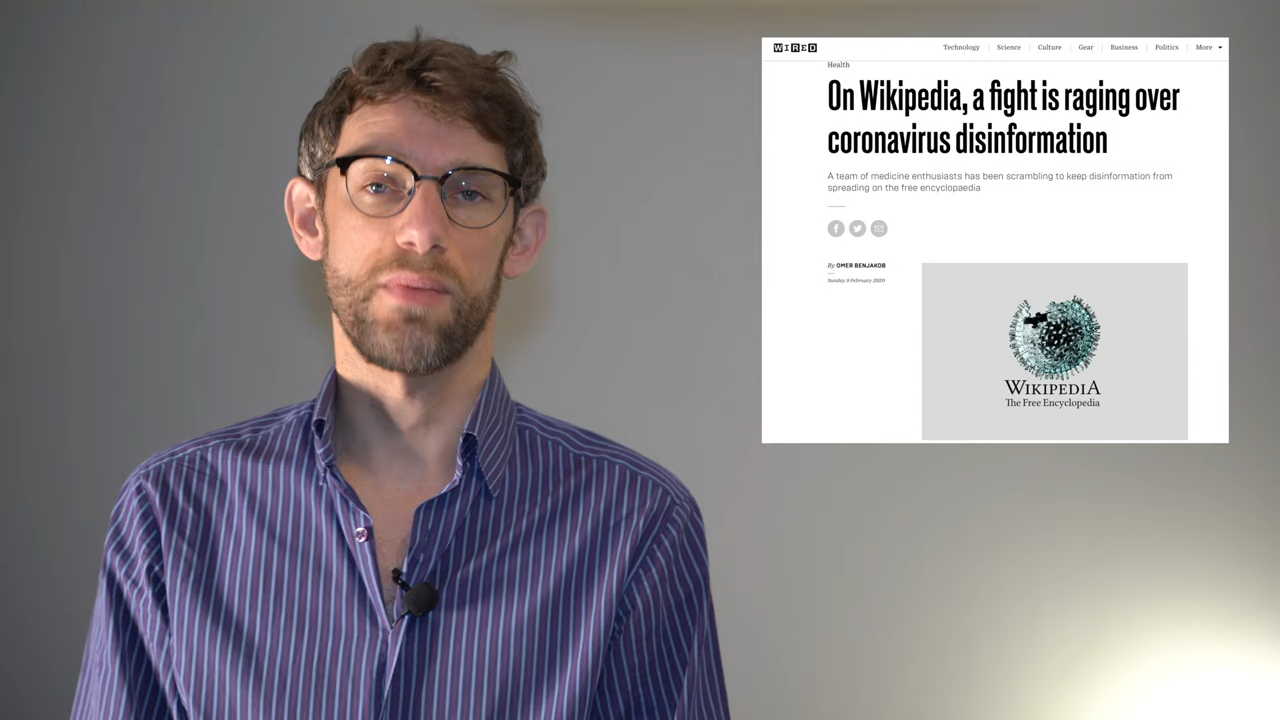 WIRED
Technology Science Culture Gear Business Politics More
Health
On Wikipedia, a fight is raging over
coronavirus disinformation
A team of medicine enthusiasts has been scrambling to keep disinformation from
spreading on the free encyclopaedia
By OMER BENJAKOB
Sunday 9 February 2020
WIKIPEDIA
The Free Encyclopedia